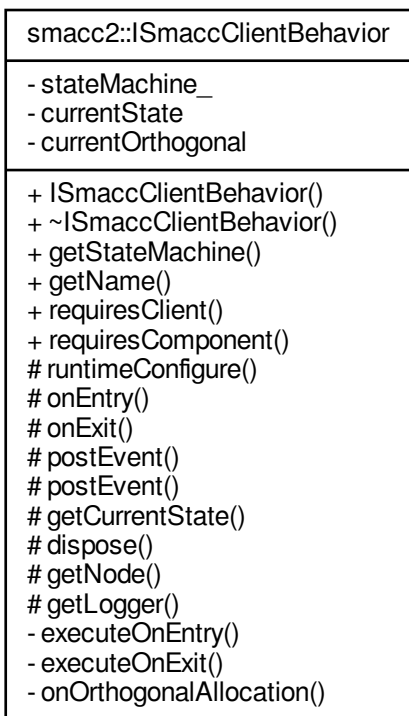 smacc2::ISmaccClientBehavior
- stateMachine_
- currentState
- currentOrthogonal
+ ISmaccClientBehavior()
+ ~ISmaccClientBehavior()
+ getStateMachine()
+ getName()
+ requiresClient()
+ requiresComponent()
# runtimeConfigure()
# onEntry()
# onExit()
# postEvent()
# postEvent()
# getCurrentState()
# dispose()
# getNode()
# getLogger()
- executeOnEntry()
- executeOnExit()
- onOrthogonalAllocation()